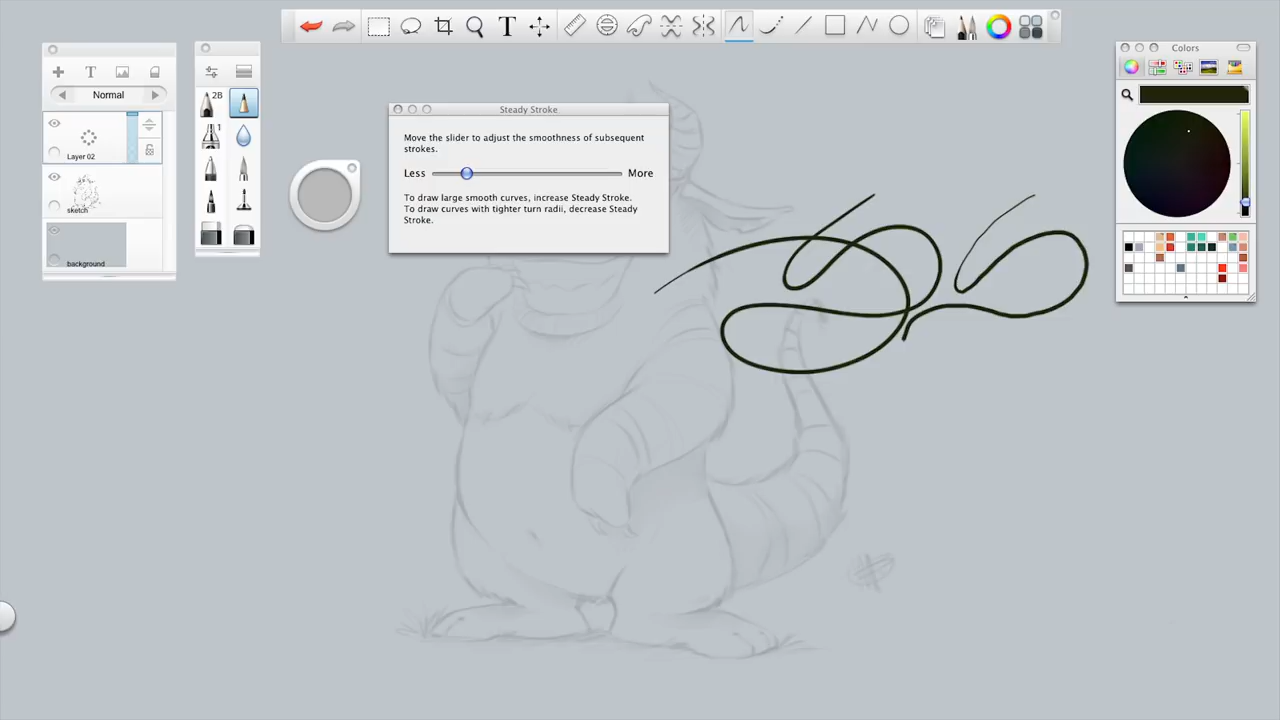 T
Steady Stroke
Move the slider to adjust the smoothness of subsequent
strokes.
Less
More
To draw large smooth curves, increase Steady Stroke.
To draw curves with tighter turn radii, decrease Steady
Stroke.
T
Normal
Layer 02
sketch
background
2B
1
Colors